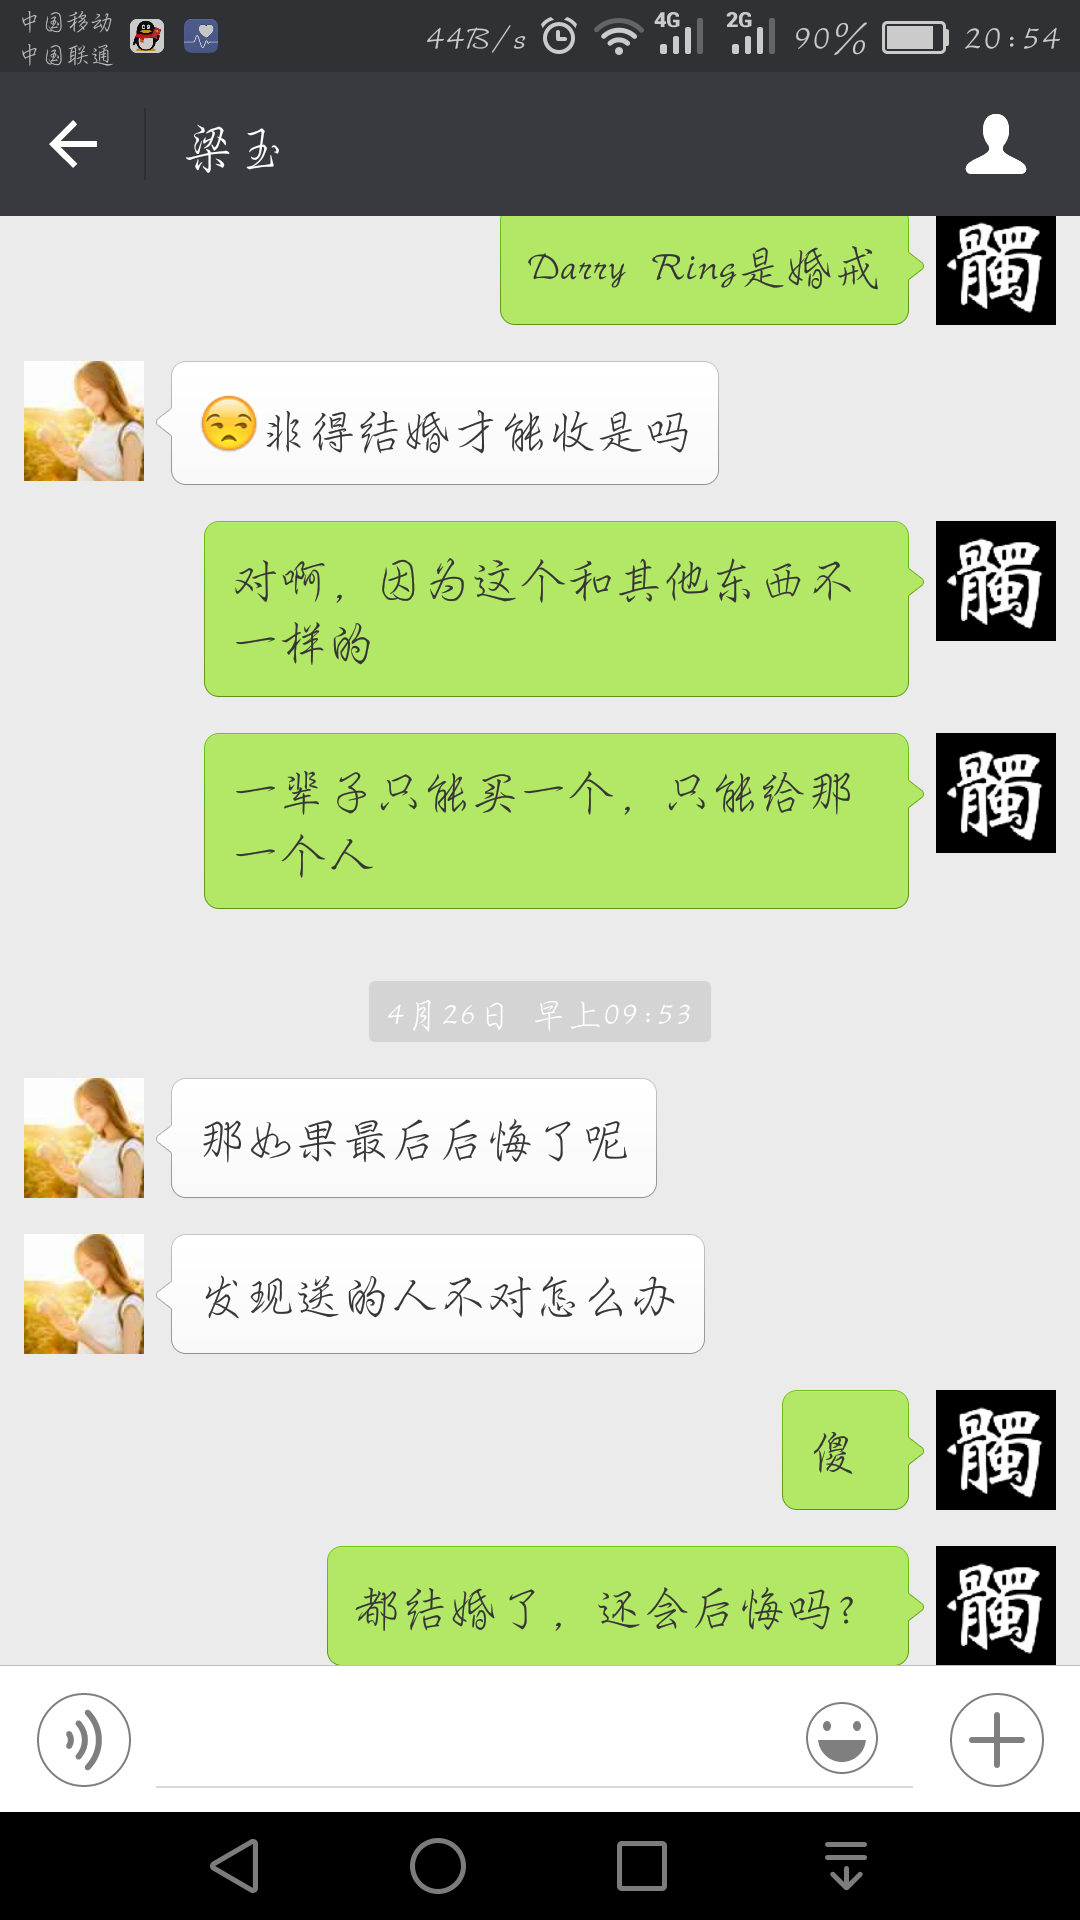 中国移动
中国联通
44B/s
4G
2G
90%
20:54
梁玉
Darry Ring是婚戒
髑
非得结婚才能收是吗
对啊，因为这个和其他东西不
一样的
髑
一辈子只能买一个，只能给那
一个人
髑
4月26日 早上09:53
那如果最后后悔了呢
发现送的人不对怎么办
傻
髑
都结婚了，还会后悔吗?
髑